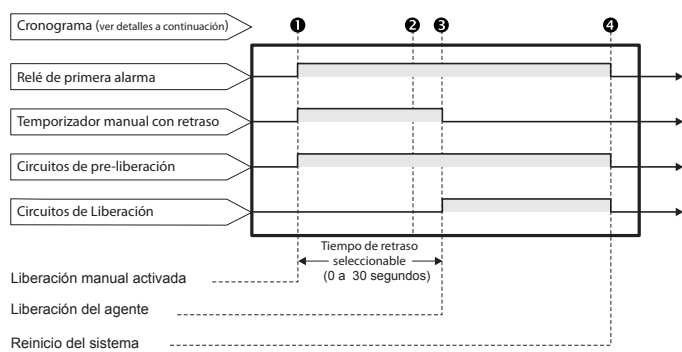 Cronograma (ver detalles a continuación)
❶ ❷ ❸ ❹
Relé de primera alarma
Temporizador manual con retraso
Circuitos de pre-liberación
Circuitos de Liberación
Tiempo de retraso
seleccionable
(0 a 30 segundos)
Liberación manual activada
Liberación del agente
Reinicio del sistema